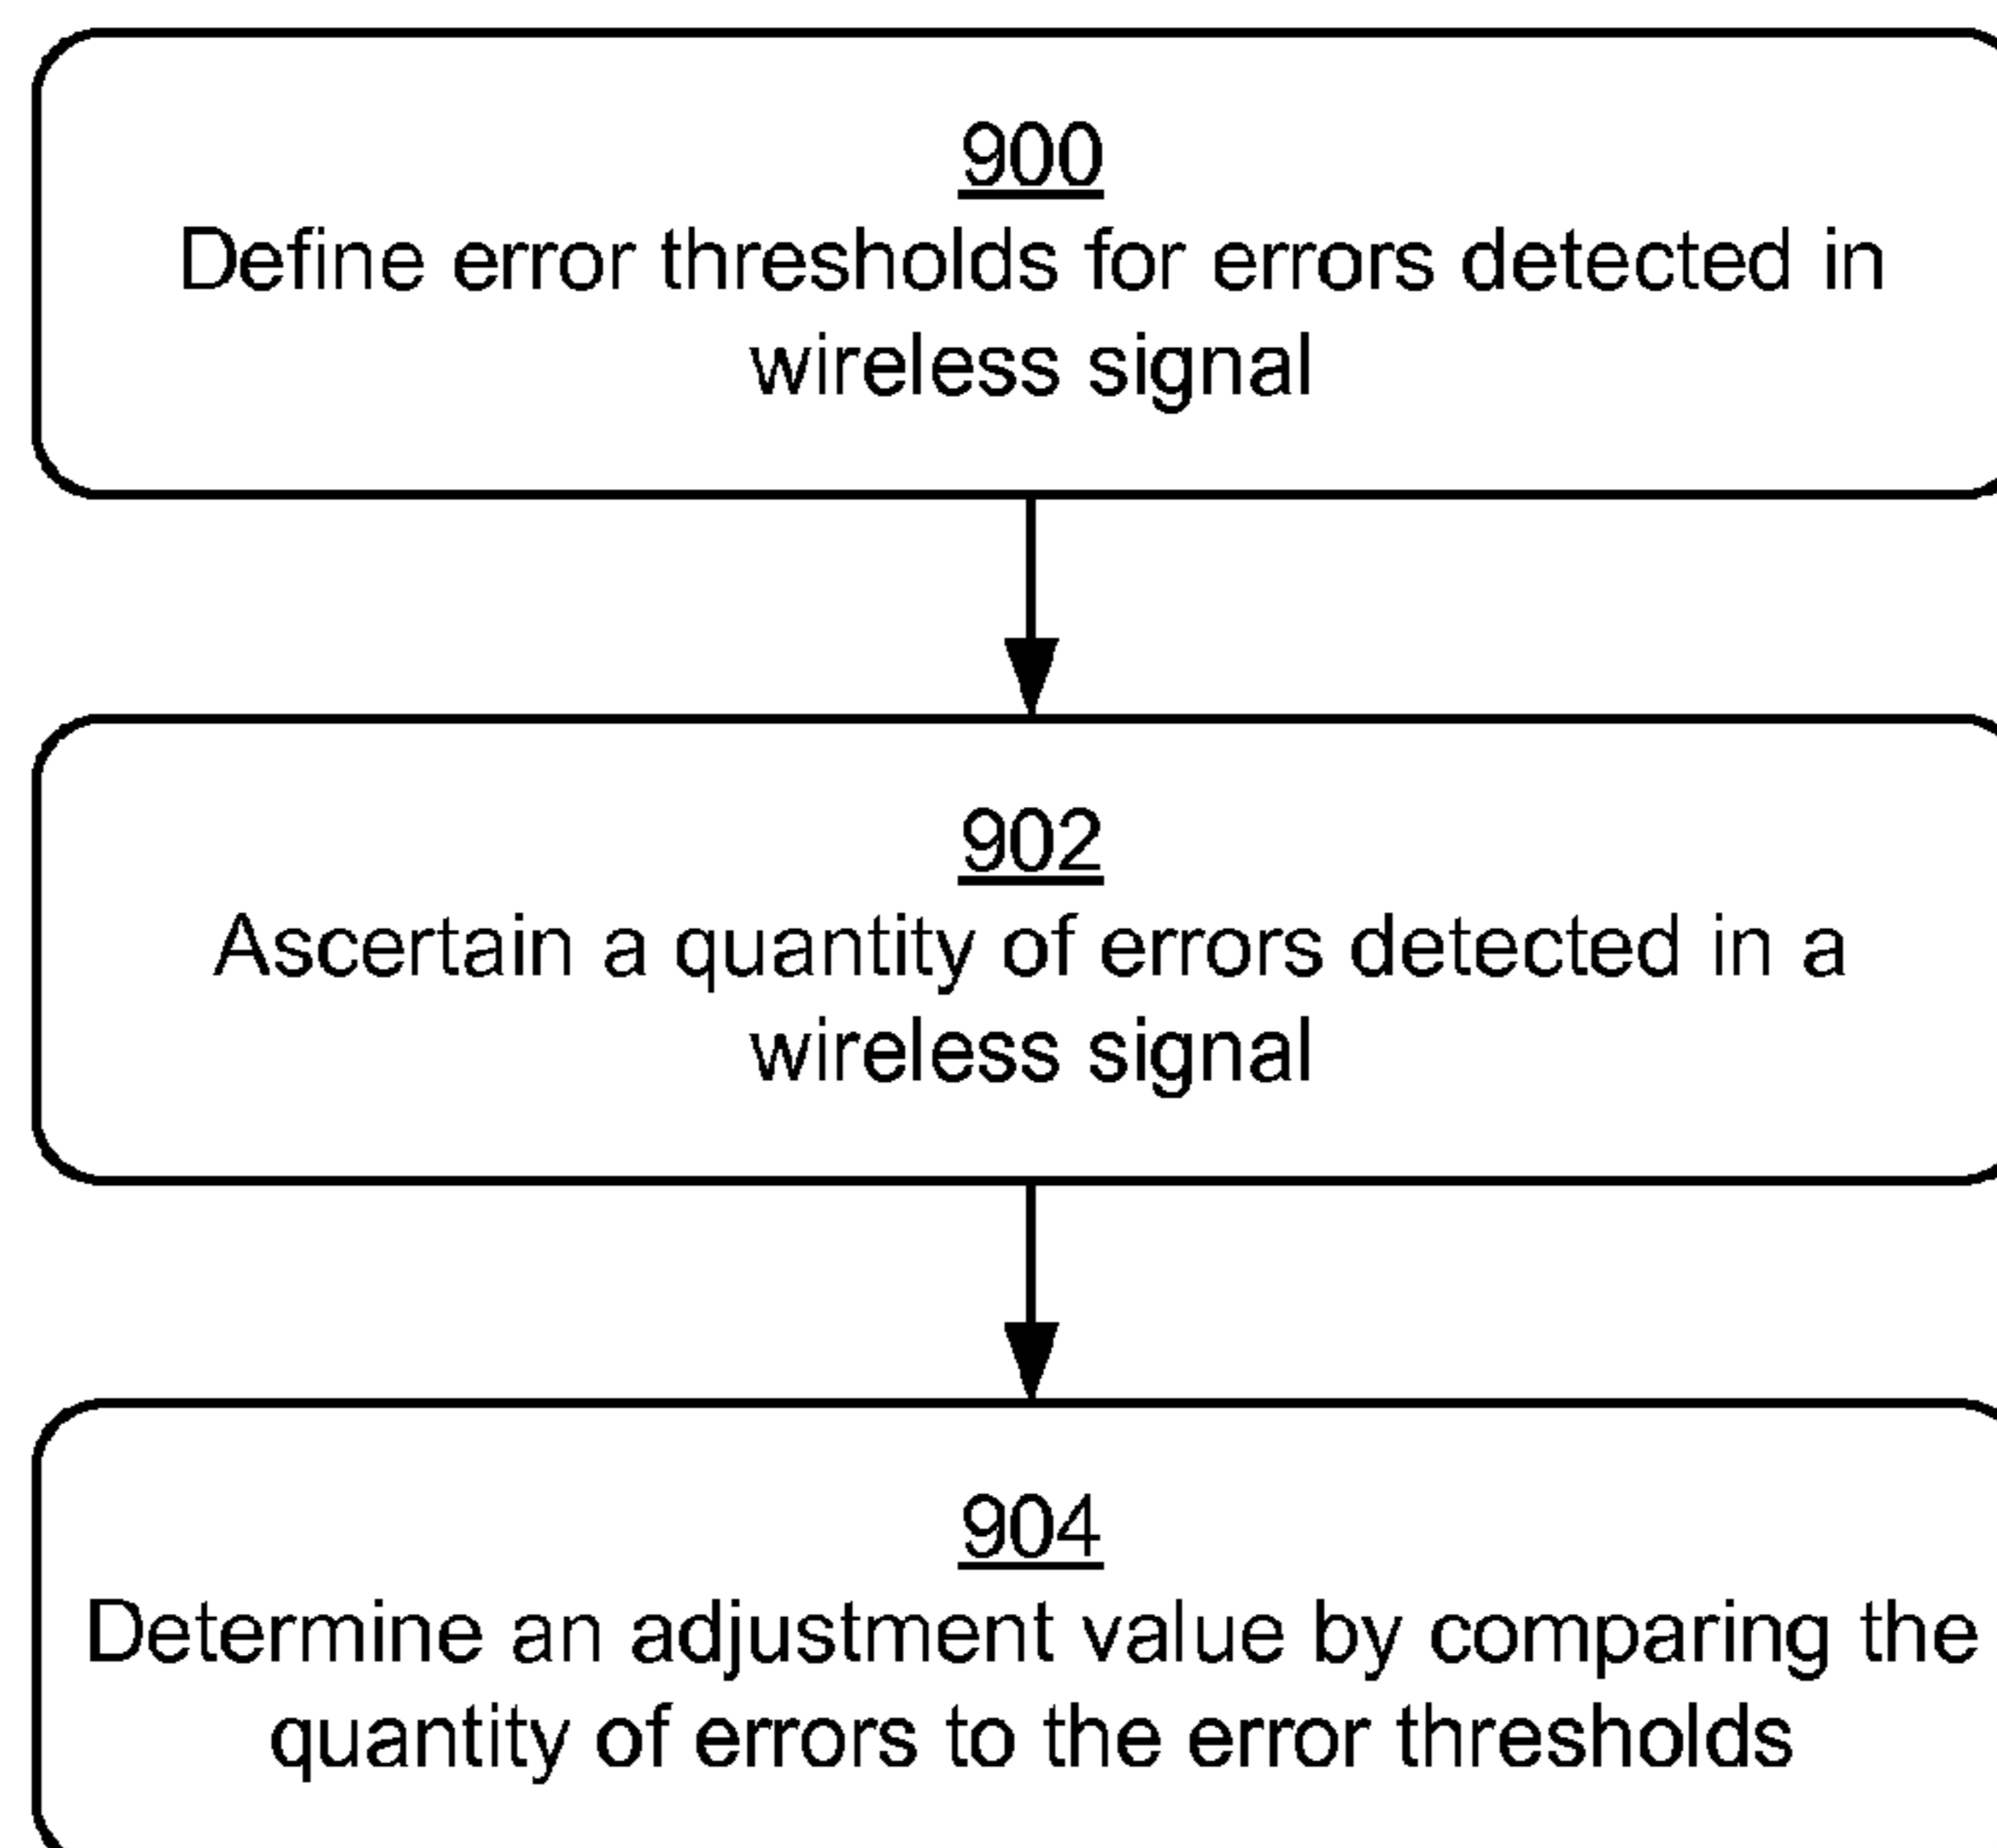 900
Define error thresholds for errors detected in
wireless signal
902
Ascertain a quantity of errors detected in a
wireless signal
904
Determine an adjustment value by comparing the
quantity of errors to the error thresholds